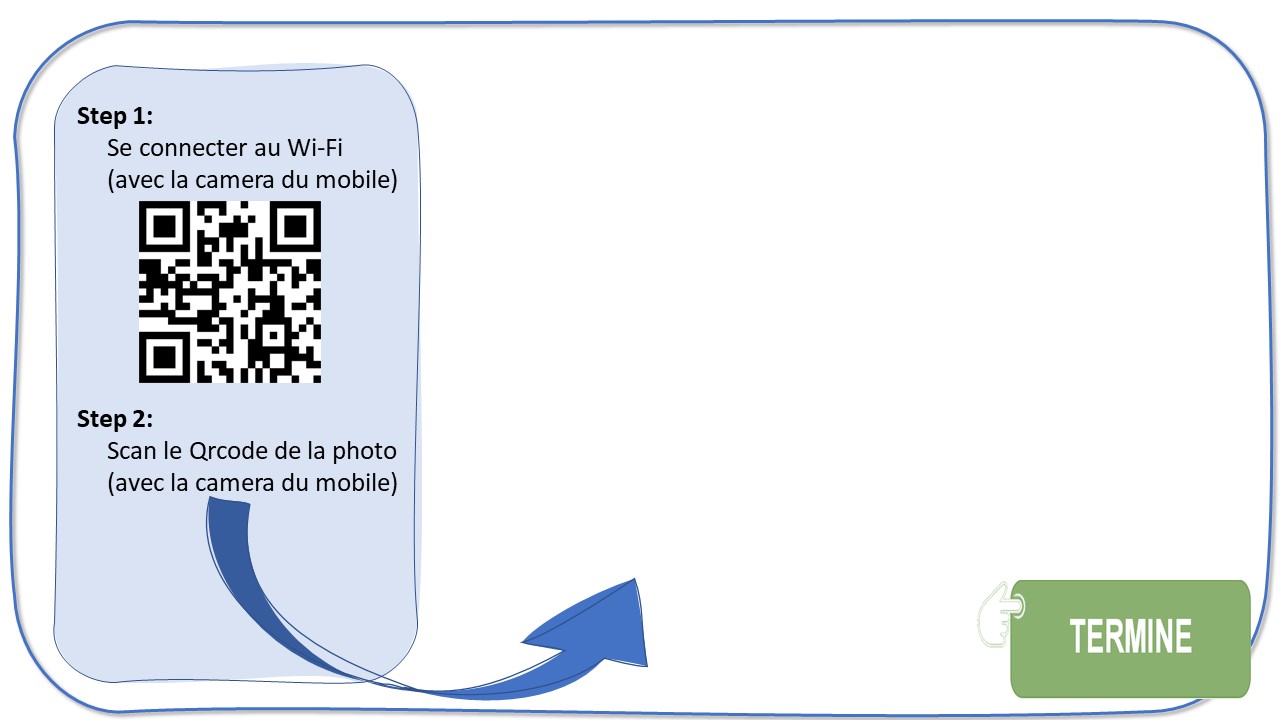 Step 1:
Se connecter au Wi-Fi
(avec la camera du mobile)
Step 2:
Scan le Qrcode de la photo
(avec la camera du mobile)
TERMINE